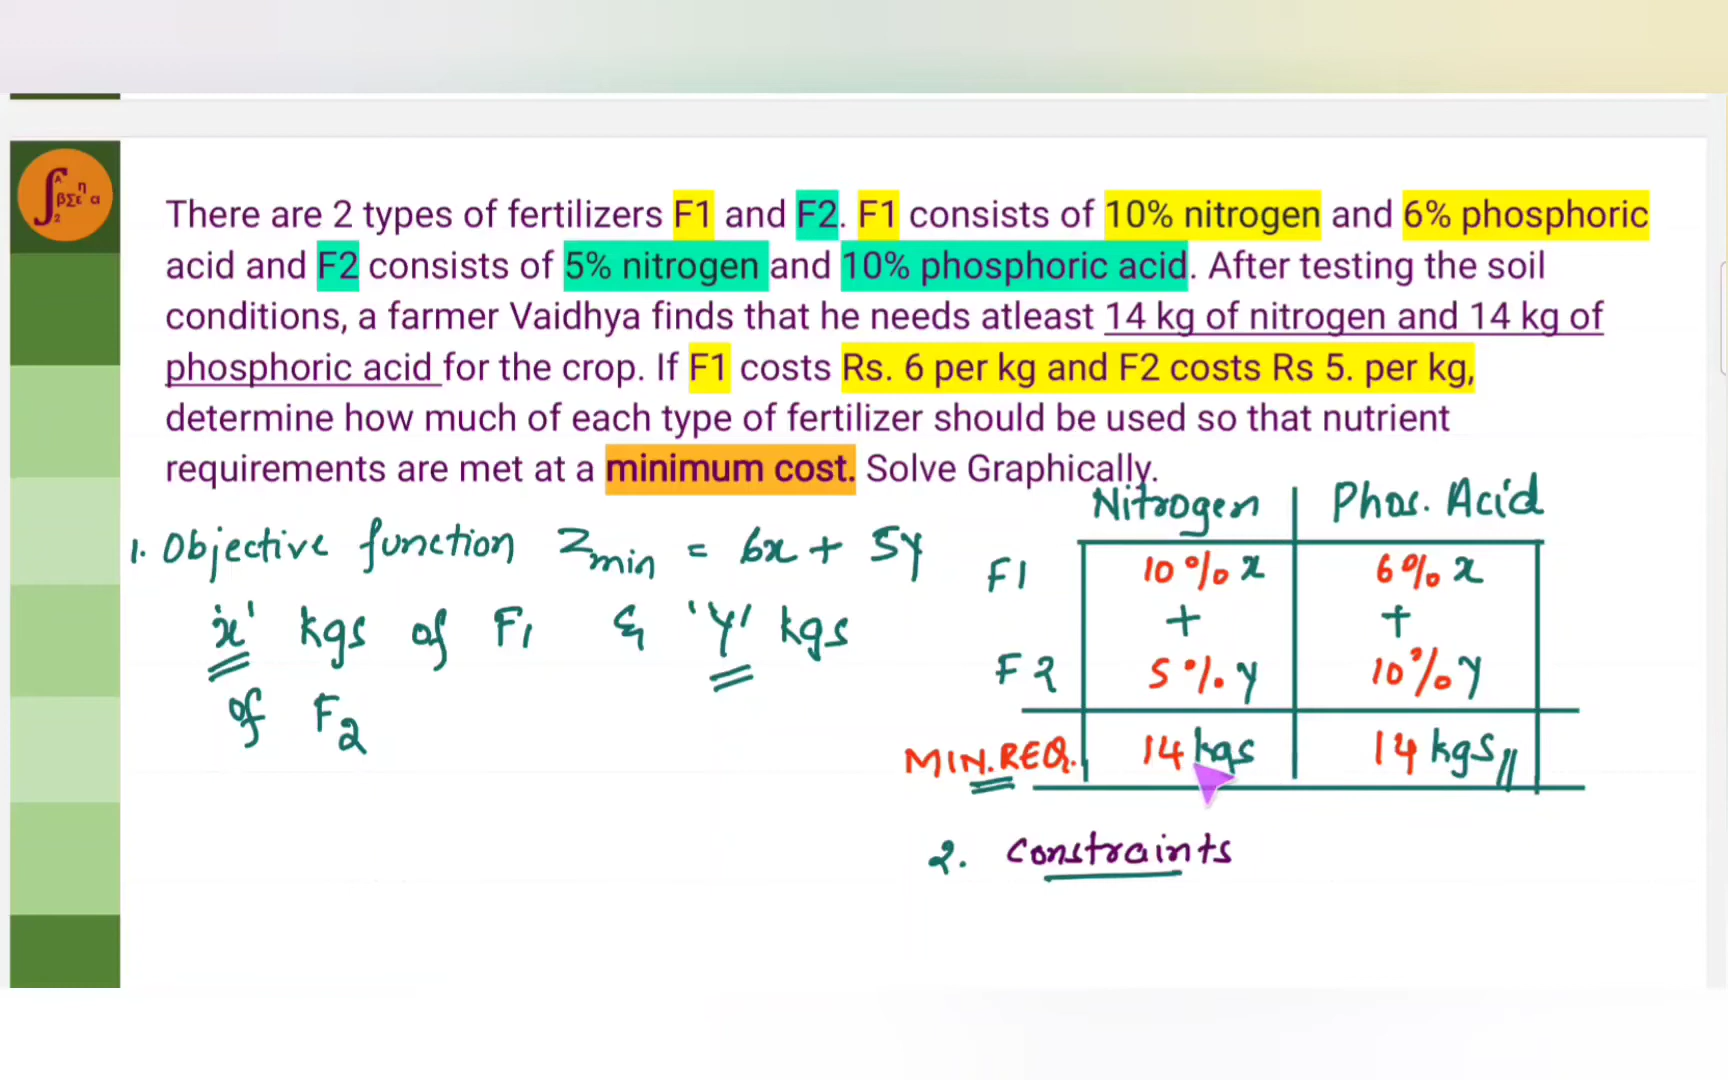 There are 2 types of fertilizers F1 and F2. F1 consists of 10% nitrogen and 6% phosphoric
acid and F2 consists of 5% nitrogen and 10% phosphoric acid. After testing the soil
conditions, a farmer Vaidhya finds that he needs atleast 14 kg of nitrogen and 14 kg of
phosphoric acid for the crop. If F1 costs Rs. 6 per kg and F2 costs Rs 5. per kg,
determine how much of each type of fertilizer should be used so that nutrient
requirements are met at a minimum cost. Solve Graphically.
1. Objective function Zmin = 6x + 5y
'x' kgs of F1 & 'y' kgs
of F2
Nitrogen Phos. Acid
F1 10%x 6%x
+ +
F2 5%y 10%y
MIN.REQ. 14 kgs 14 kgs
2. Constraints